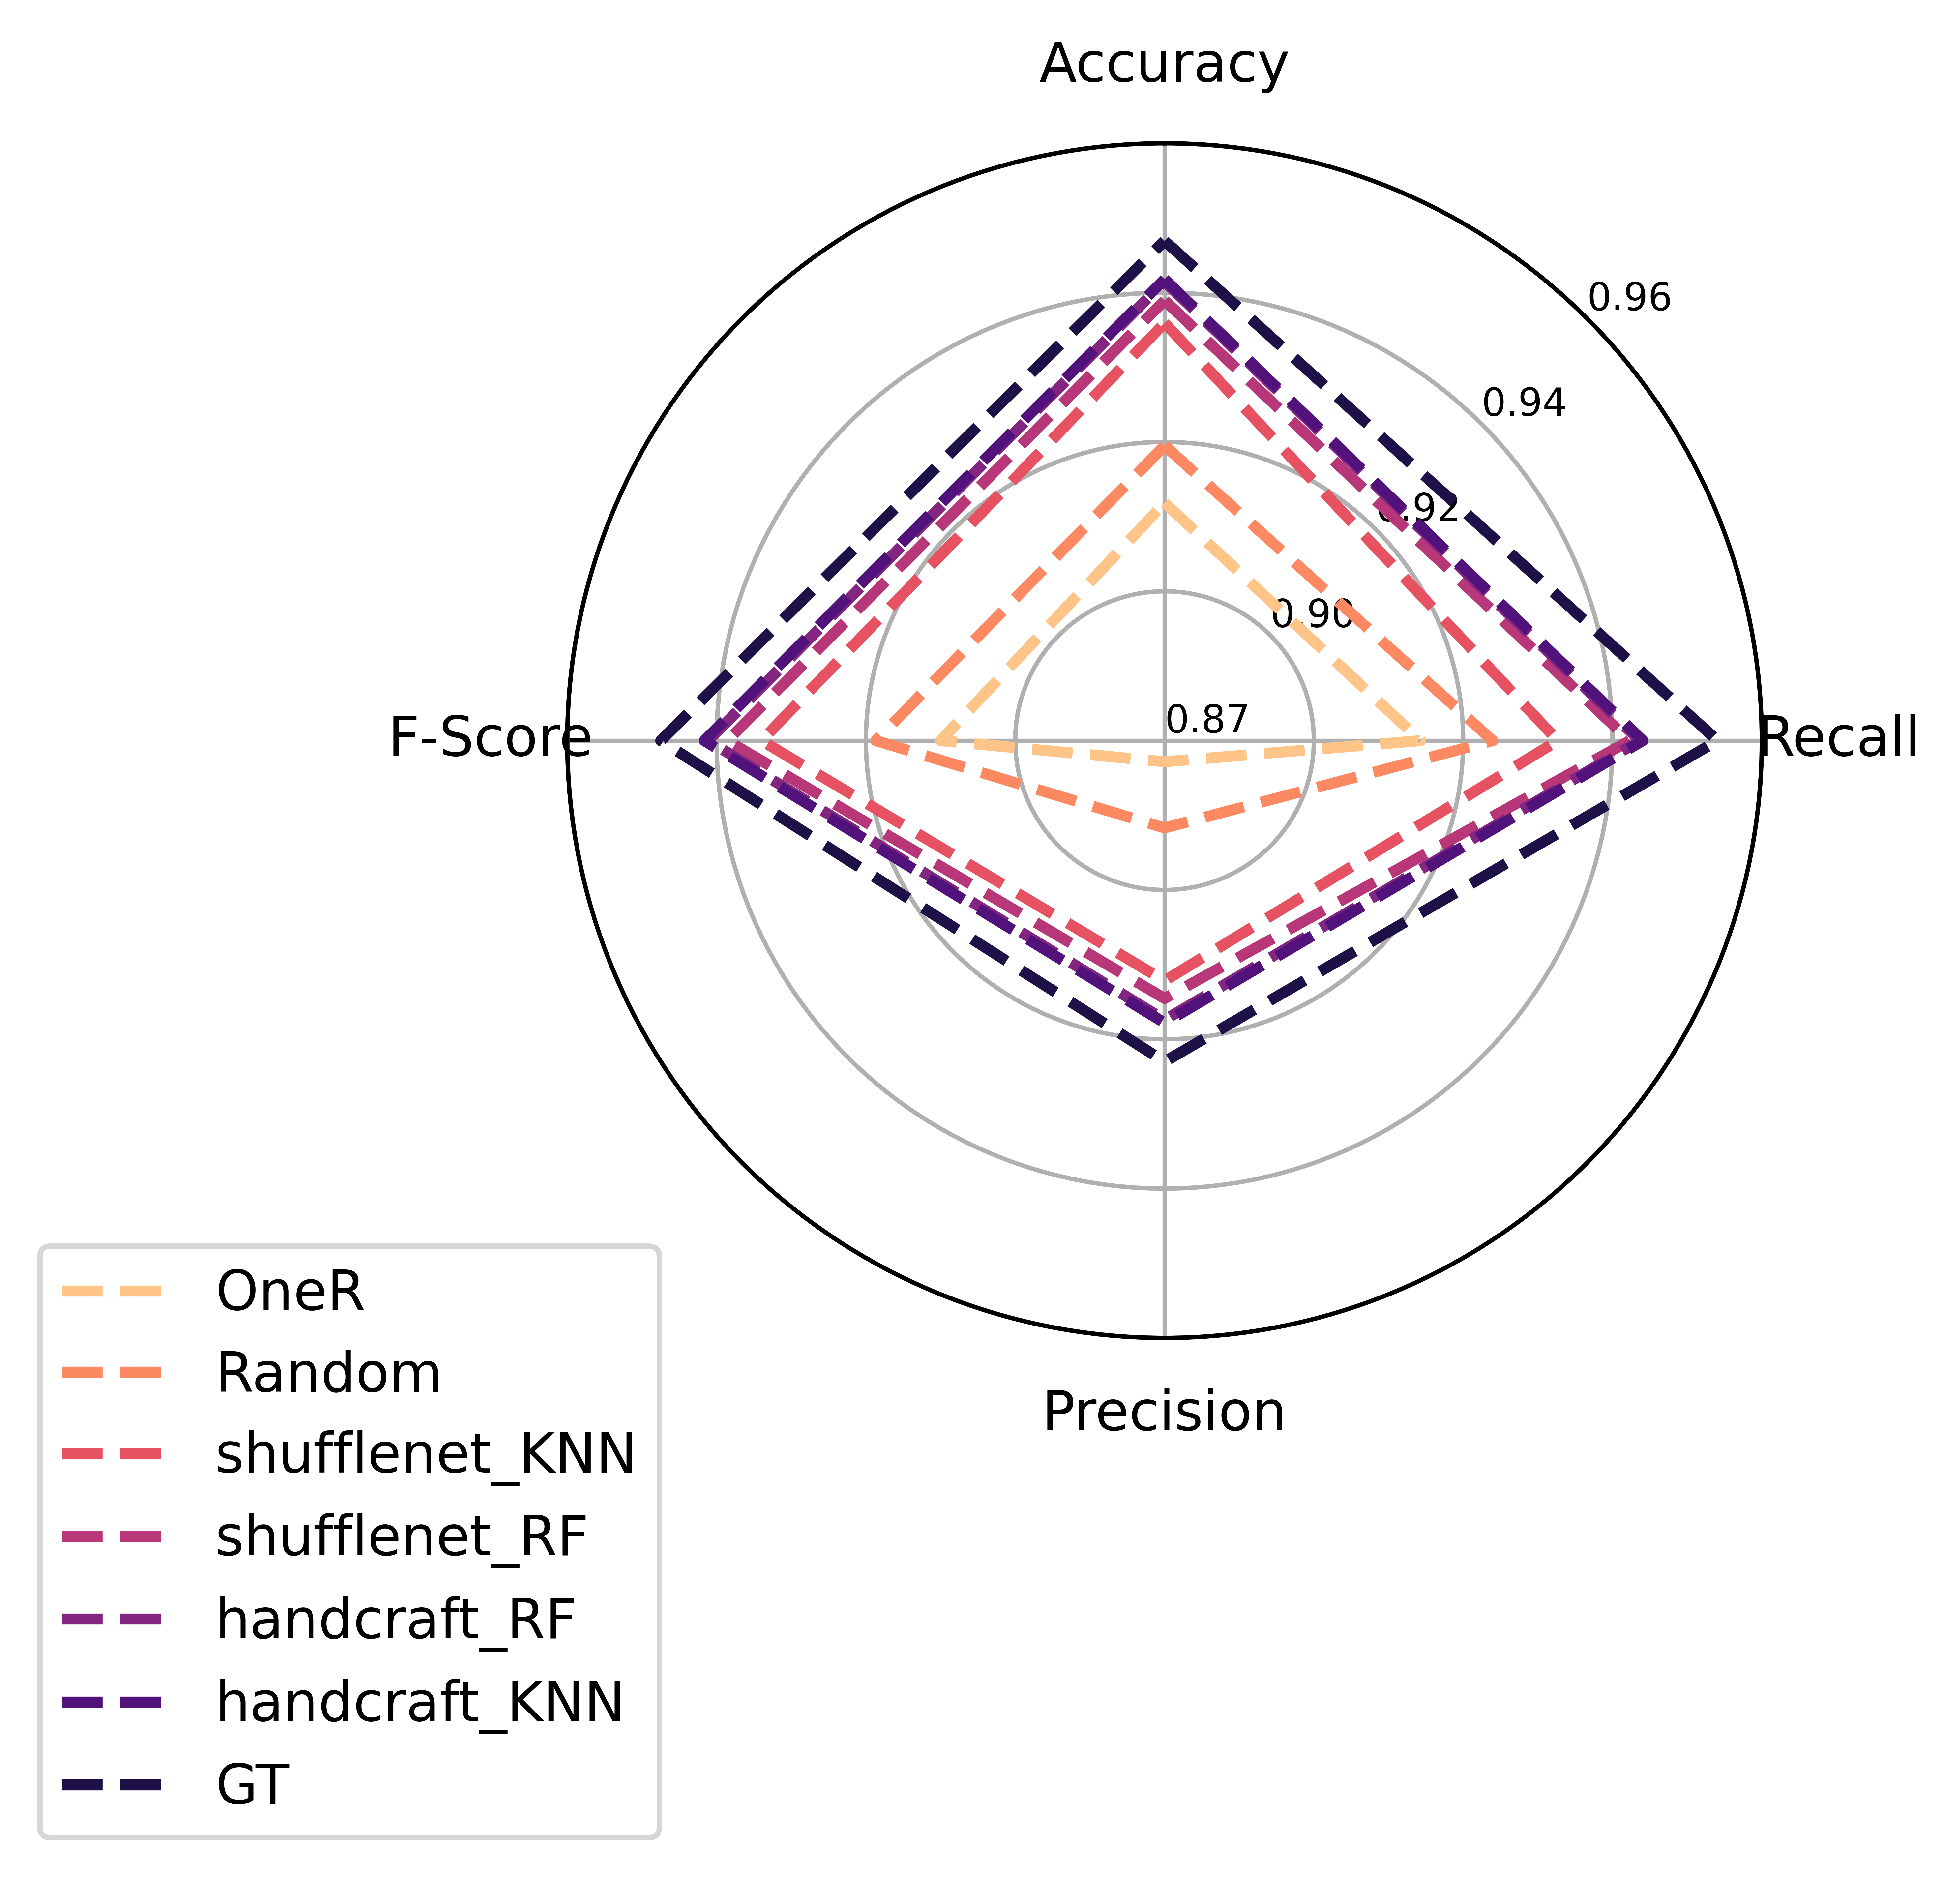 Accuracy
0.96
0.94
0.92
0.90
0.87
F-Score
Recall
Precision
OneR
Random
shufflenet_KNN
shufflenet_RF
handcraft_RF
handcraft_KNN
GT